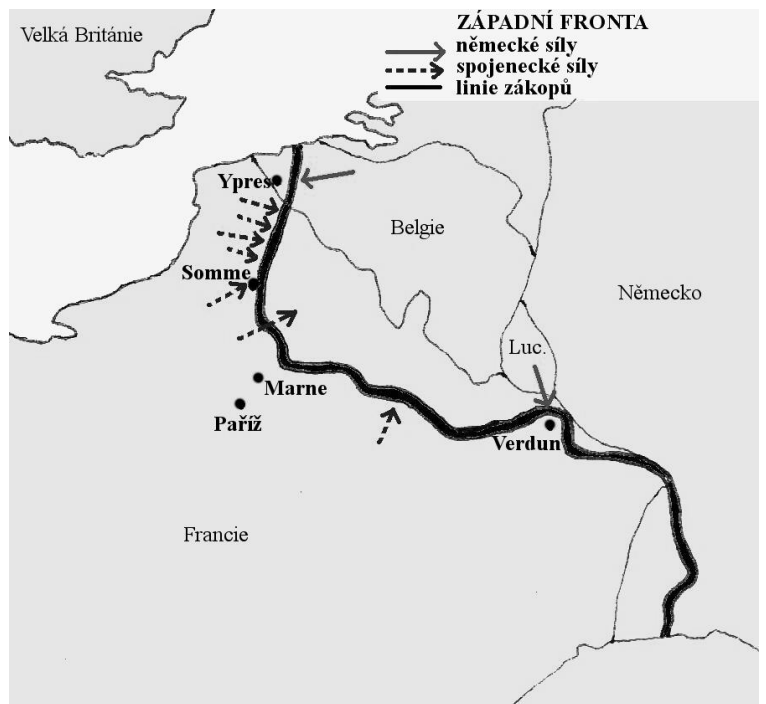 Velká Británie
ZÁPADNÍ FRONTA
německé síly
spojenecké síly
linie zákopů
Ypres
Belgie
Somme
Německo
Luc.
Marne
Paříž
Verdun
Francie